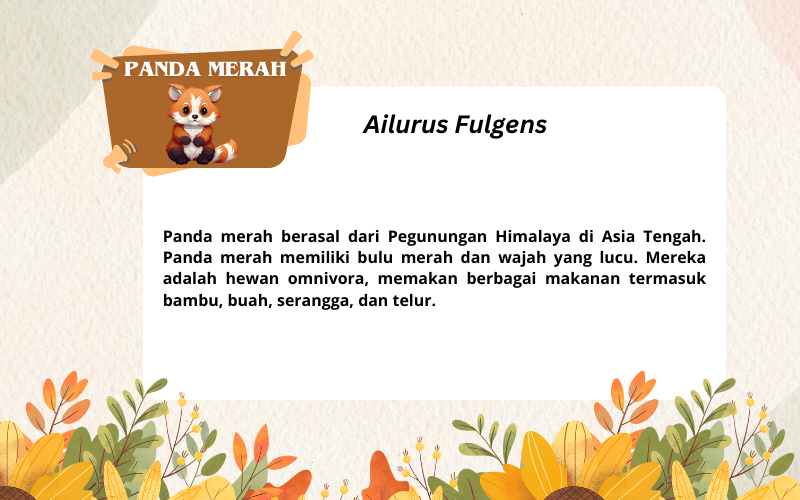 PANDA MERAH
Ailurus Fulgens
Panda merah berasal dari Pegunungan Himalaya di Asia Tengah.
Panda merah memiliki bulu merah dan wajah yang lucu. Mereka
adalah hewan omnivora, memakan berbagai makanan termasuk
bambu, buah, serangga, dan telur.